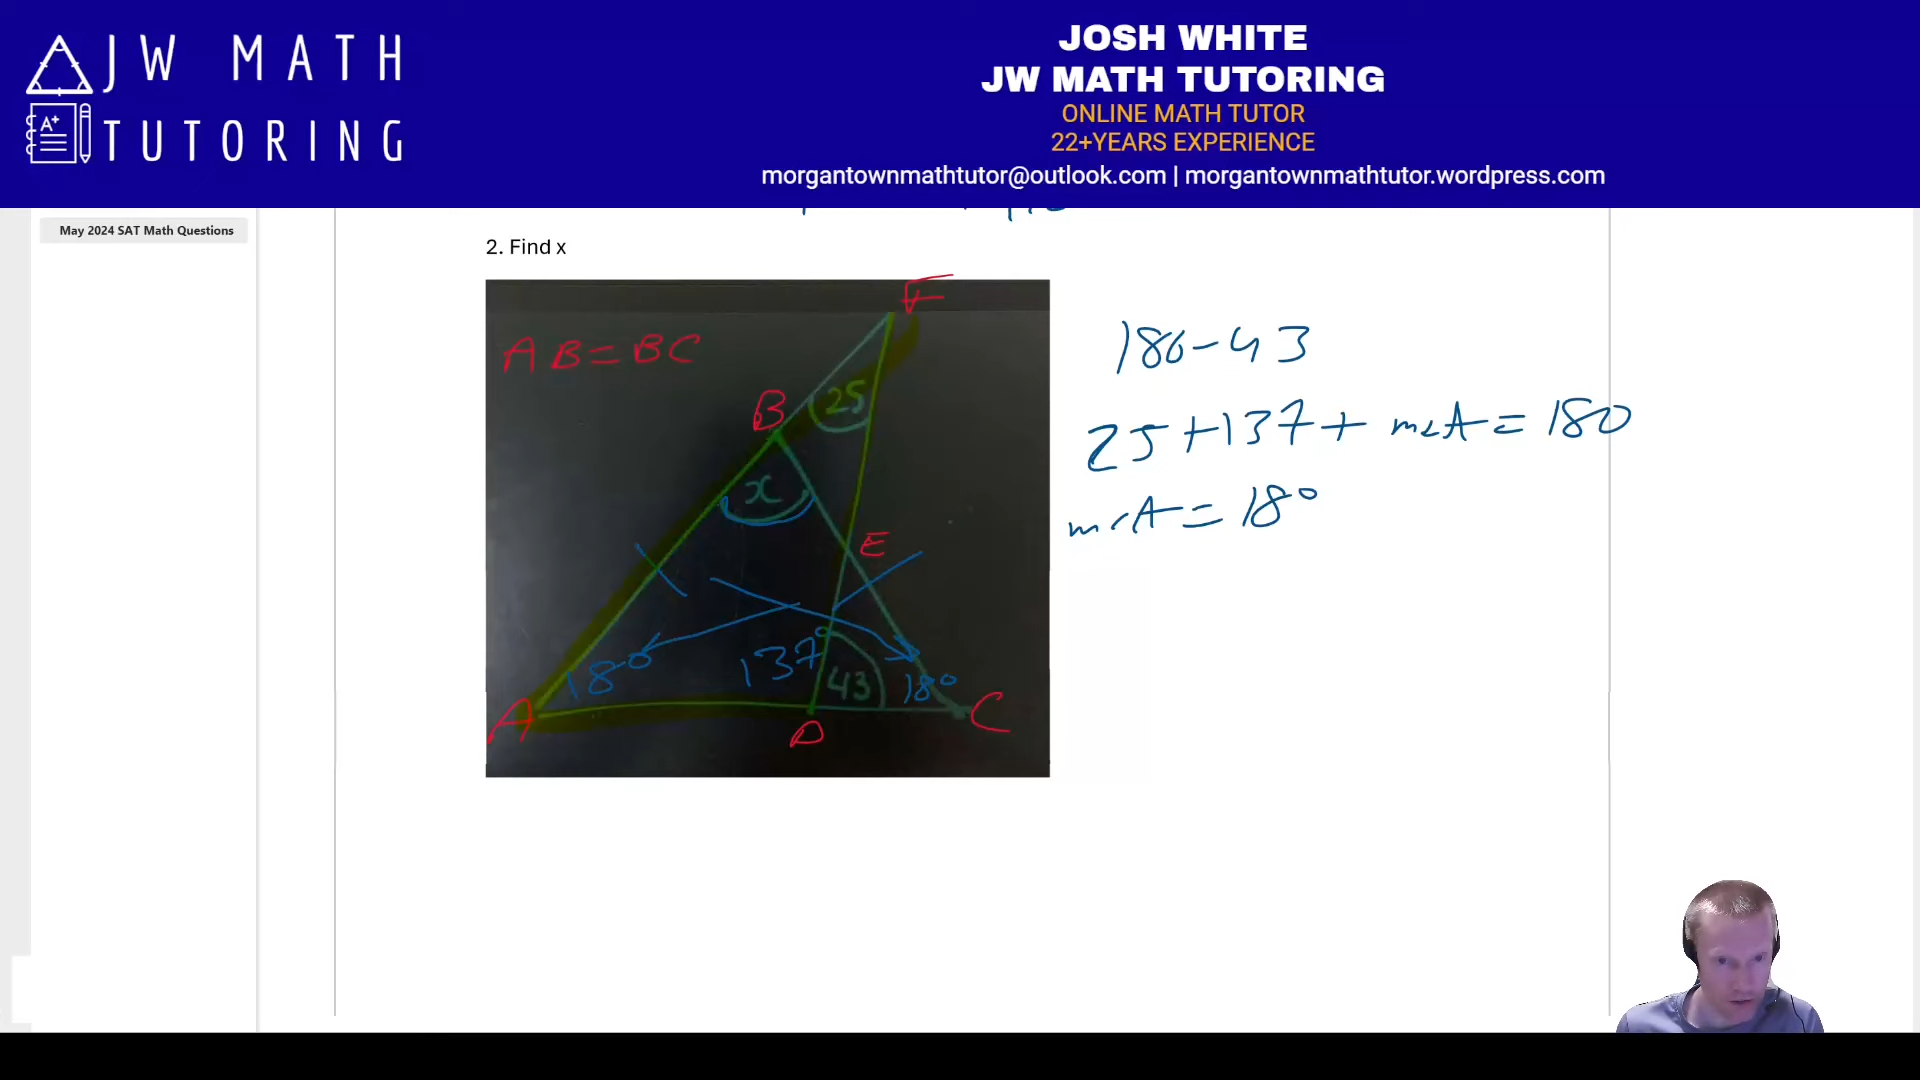 JW MATH
A+
TUTORING
JOSH WHITE
JW MATH TUTORING
ONLINE MATH TUTOR
22+YEARS EXPERIENCE
morgantownmathtutor@outlook.com | morgantownmathtutor.wordpress.com
May 2024 SAT Math Questions
2. Find x
F
AB=BC
B
25
x
E
18°
137°
43
18°
A
D
C
180-43
25+137+ m∠A = 180
m∠A = 18°